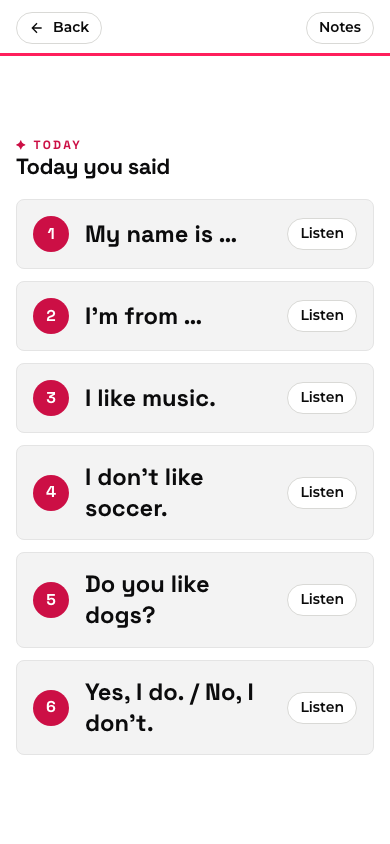 Back
Notes
TODAY
Today you said
1
My name is ...
Listen
2
I'm from ...
Listen
3
I like music.
Listen
4
I don't like
soccer.
Listen
5
Do you like
dogs?
Listen
6
Yes, I do. / No, I
don't.
Listen